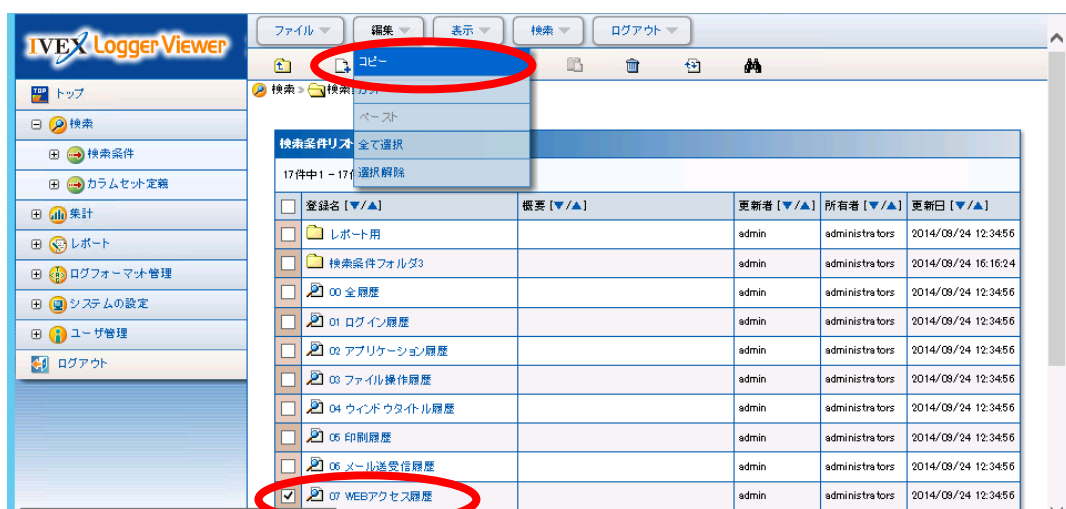 IVEX Logger Viewer
ファイル 編集 表示 検索 ログアウト
コピー
ペースト
全て選択
選択解除
TOP トップ
検索
検索条件
カラムセット定義
集計
レポート
ログフォーマット管理
システムの設定
ユーザ管理
ログアウト
検索 » 検索
検索条件リスト
17件中1 - 17
登録名 [▼/▲] 概要 [▼/▲] 更新者 [▼/▲] 所有者 [▼/▲] 更新日 [▼/▲]
レポート用 admin administrators 2014/09/24 12:34:56
検索条件フォルダ3 admin administrators 2014/09/24 16:16:24
00 全履歴 admin administrators 2014/09/24 12:34:56
01 ログイン履歴 admin administrators 2014/09/24 12:34:56
02 アプリケーション履歴 admin administrators 2014/09/24 12:34:56
03 ファイル操作履歴 admin administrators 2014/09/24 12:34:56
04 ウィンドウタイトル履歴 admin administrators 2014/09/24 12:34:56
05 印刷履歴 admin administrators 2014/09/24 12:34:56
06 メール送受信履歴 admin administrators 2014/09/24 12:34:56
07 WEBアクセス履歴 admin administrators 2014/09/24 12:34:56